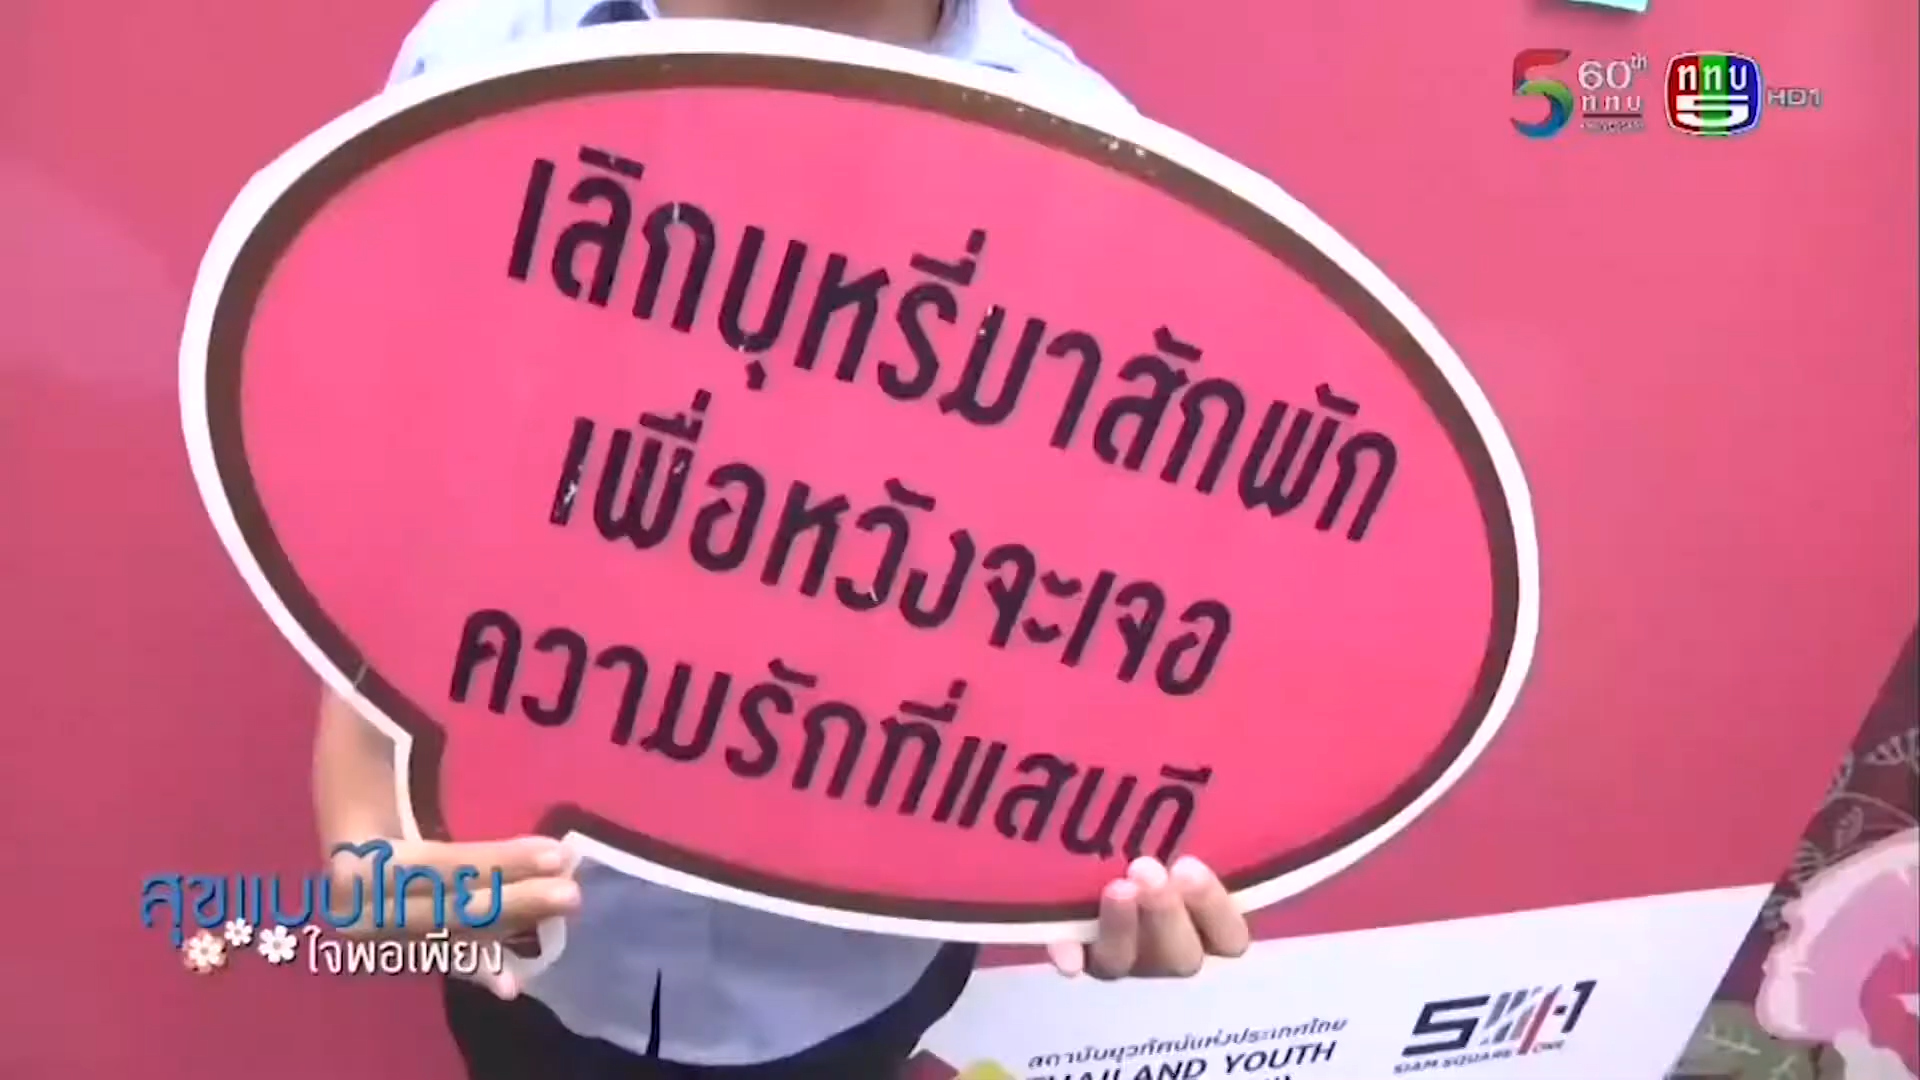 5 60th ททบ
ททบ 5 HD1
เลิกบุหรี่มาสักพัก
เพื่อหวังจะเจอ
ความรักที่แสนดี
สุขแบบไทย
ใจพอเพียง
สถาบันยุวทัศน์แห่งประเทศไทย
THAILAND YOUTH
SIAM SQUARE ONE